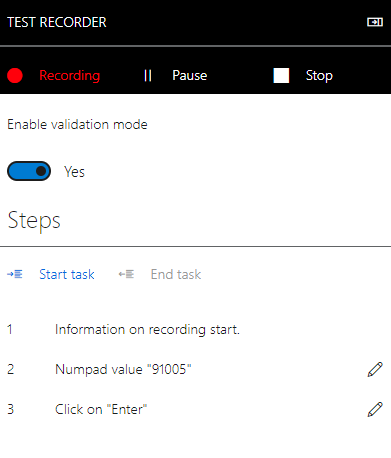 TEST RECORDER
Recording Pause Stop
Enable validation mode
Yes
Steps
Start task End task
1 Information on recording start.
2 Numpad value "91005"
3 Click on "Enter"